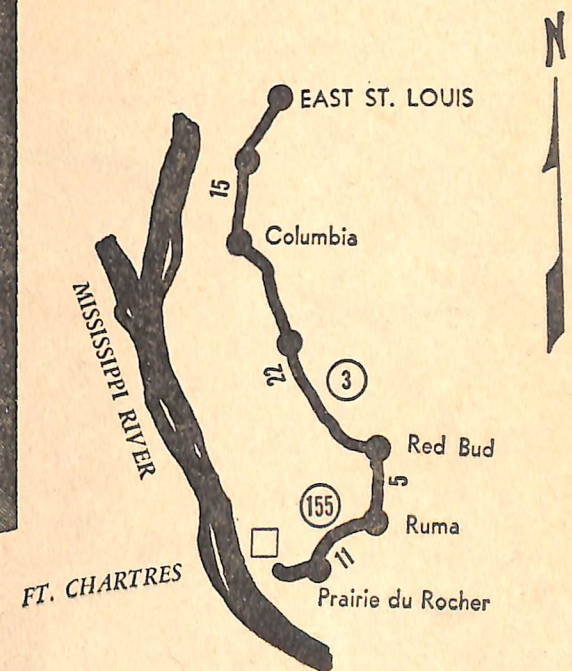 N
EAST ST. LOUIS
15
Columbia
MISSISSIPPI RIVER
22
3
Red Bud
5
155
Ruma
11
FT. CHARTRES
Prairie du Rocher